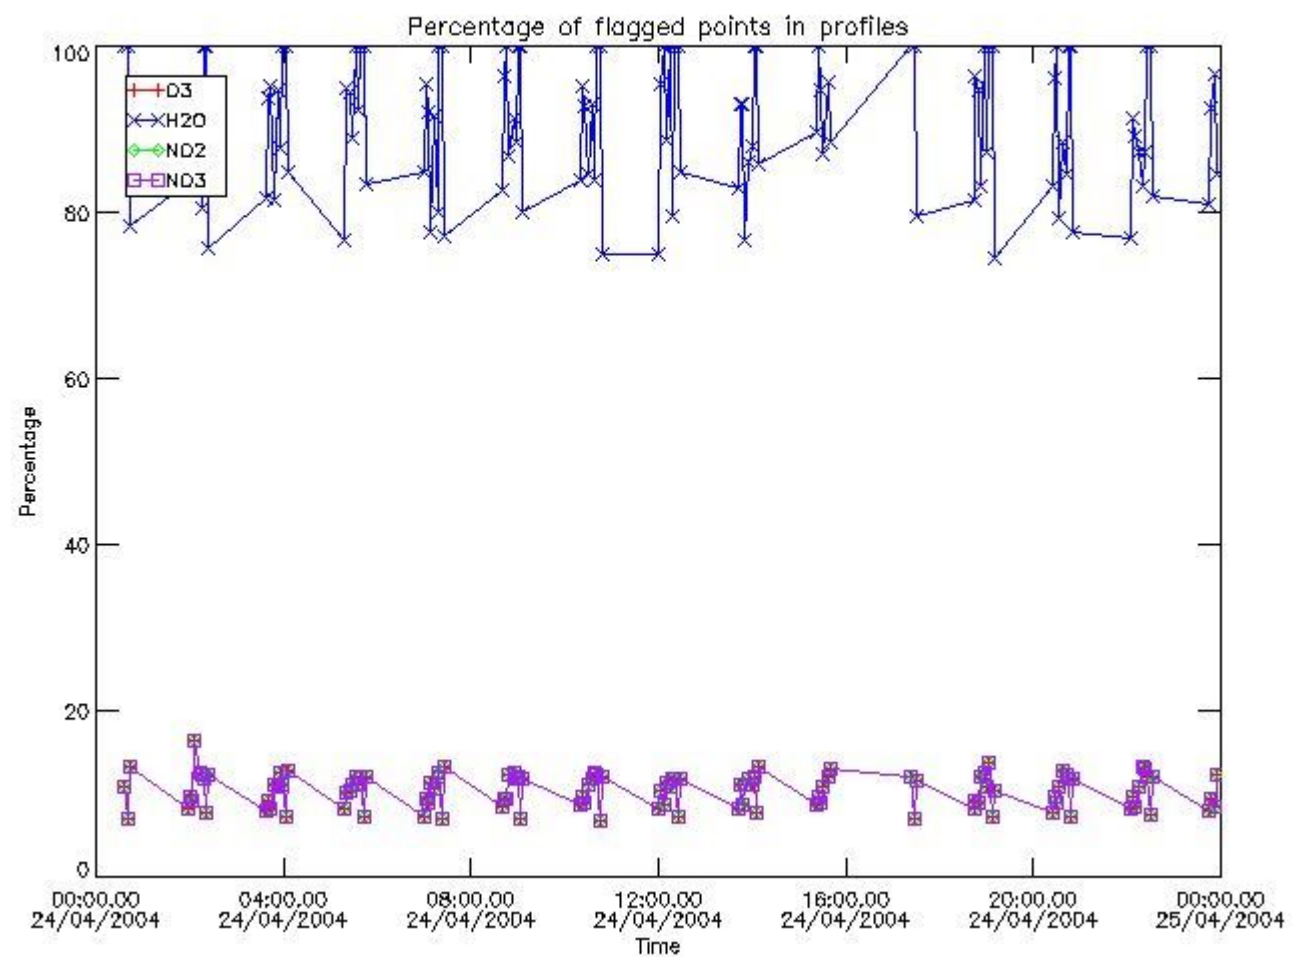 Percentage of flagged points in profiles
100
O3
H2O
NO2
NO3
80
60
Percentage
40
20
0
00:00.00 04:00.00 08:00.00 12:00.00 16:00.00 20:00.00 00:00.00
24/04/2004 24/04/2004 24/04/2004 24/04/2004 24/04/2004 24/04/2004 25/04/2004
Time